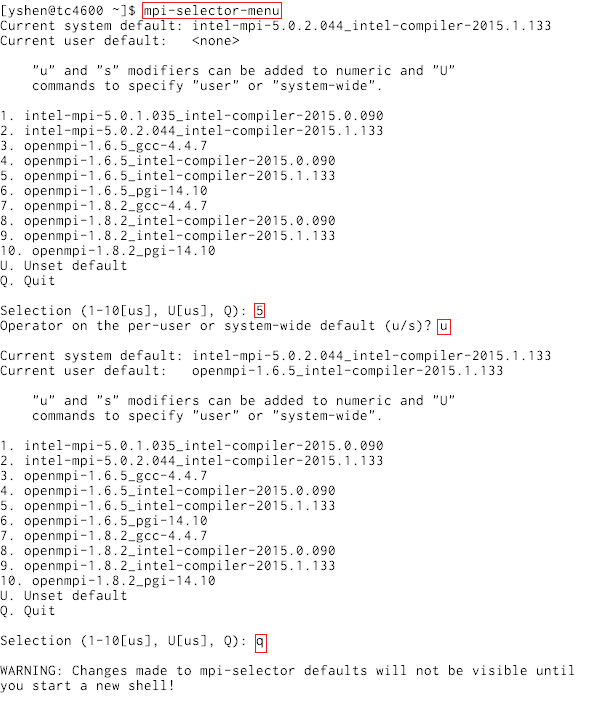 [yshen@tc4600 ~]$ mpi-selector-menu
Current system default: intel-mpi-5.0.2.044_intel-compiler-2015.1.133
Current user default:   <none>
"u" and "s" modifiers can be added to numeric and "U"
commands to specify "user" or "system-wide".
1. intel-mpi-5.0.1.035_intel-compiler-2015.0.090
2. intel-mpi-5.0.2.044_intel-compiler-2015.1.133
3. openmpi-1.6.5_gcc-4.4.7
4. openmpi-1.6.5_intel-compiler-2015.0.090
5. openmpi-1.6.5_intel-compiler-2015.1.133
6. openmpi-1.6.5_pgi-14.10
7. openmpi-1.8.2_gcc-4.4.7
8. openmpi-1.8.2_intel-compiler-2015.0.090
9. openmpi-1.8.2_intel-compiler-2015.1.133
10. openmpi-1.8.2_pgi-14.10
U. Unset default
Q. Quit
Selection (1-10[us], U[us], Q): 5
Operator on the per-user or system-wide default (u/s)? u
Current system default: intel-mpi-5.0.2.044_intel-compiler-2015.1.133
Current user default:   openmpi-1.6.5_intel-compiler-2015.1.133
"u" and "s" modifiers can be added to numeric and "U"
commands to specify "user" or "system-wide".
1. intel-mpi-5.0.1.035_intel-compiler-2015.0.090
2. intel-mpi-5.0.2.044_intel-compiler-2015.1.133
3. openmpi-1.6.5_gcc-4.4.7
4. openmpi-1.6.5_intel-compiler-2015.0.090
5. openmpi-1.6.5_intel-compiler-2015.1.133
6. openmpi-1.6.5_pgi-14.10
7. openmpi-1.8.2_gcc-4.4.7
8. openmpi-1.8.2_intel-compiler-2015.0.090
9. openmpi-1.8.2_intel-compiler-2015.1.133
10. openmpi-1.8.2_pgi-14.10
U. Unset default
Q. Quit
Selection (1-10[us], U[us], Q): q
WARNING: Changes made to mpi-selector defaults will not be visible until
you start a new shell!